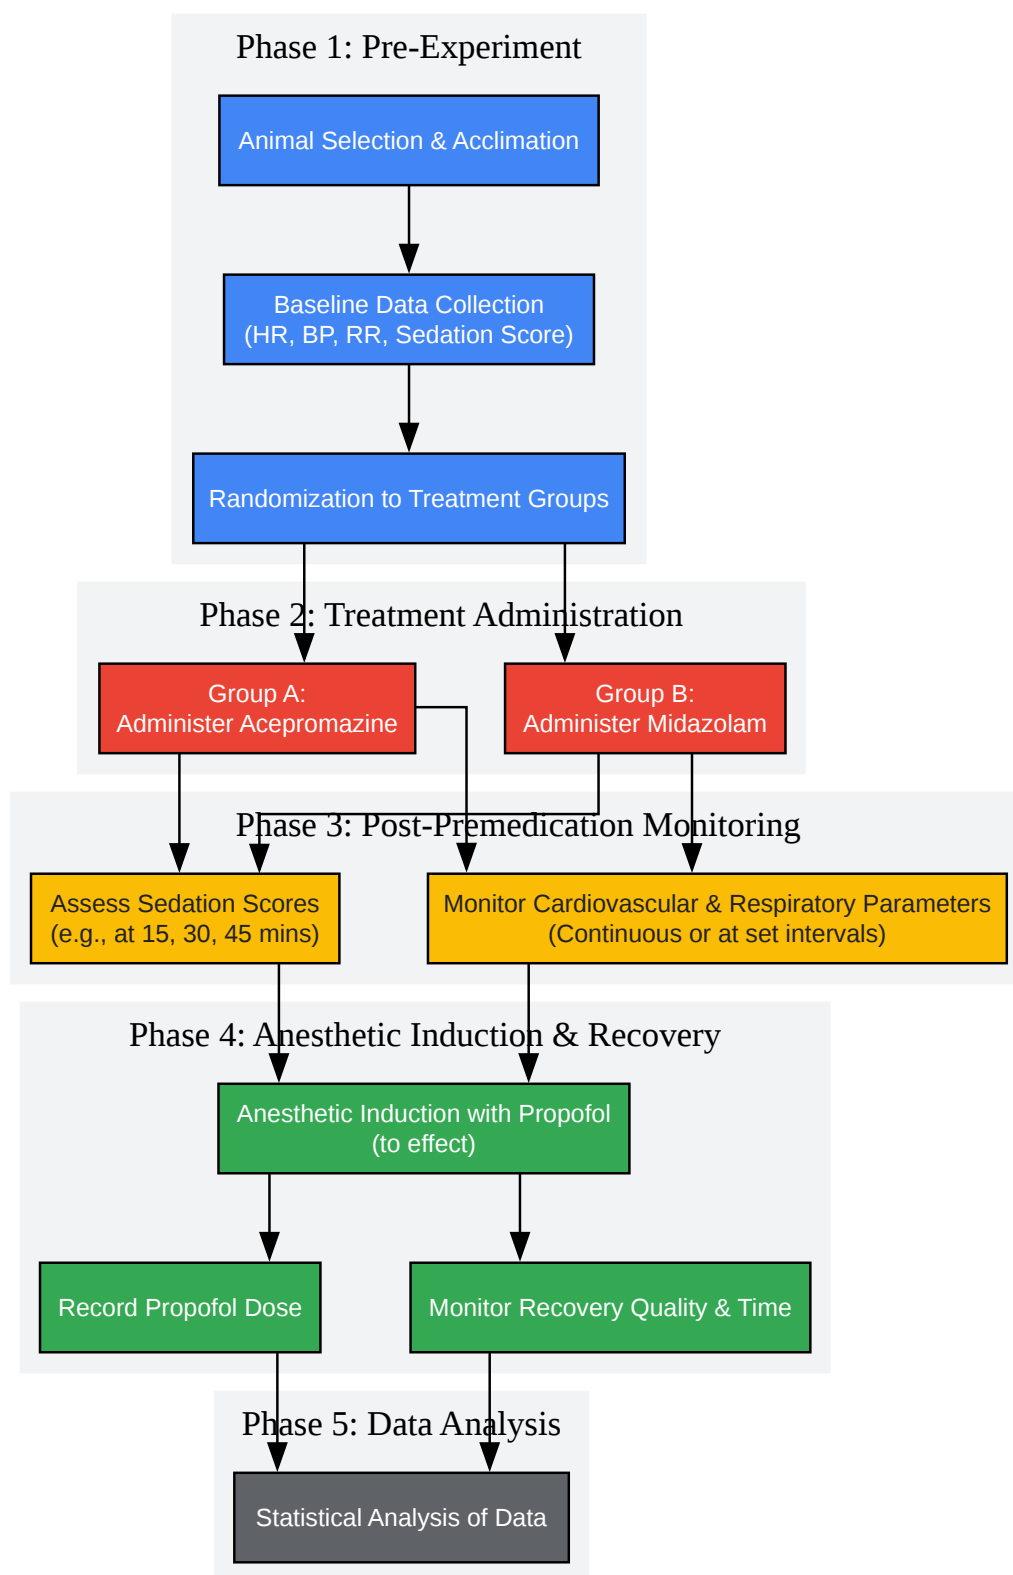 Phase 1: Pre-Experiment
Animal Selection & Acclimation
Baseline Data Collection
(HR, BP, RR, Sedation Score)
Randomization to Treatment Groups
Phase 2: Treatment Administration
Group A:
Administer Acepromazine
Group B:
Administer Midazolam
Phase 3: Post-Premedication Monitoring
Assess Sedation Scores
(e.g., at 15, 30, 45 mins)
Monitor Cardiovascular & Respiratory Parameters
(Continuous or at set intervals)
Phase 4: Anesthetic Induction & Recovery
Anesthetic Induction with Propofol
(to effect)
Record Propofol Dose
Monitor Recovery Quality & Time
Phase 5: Data Analysis
Statistical Analysis of Data